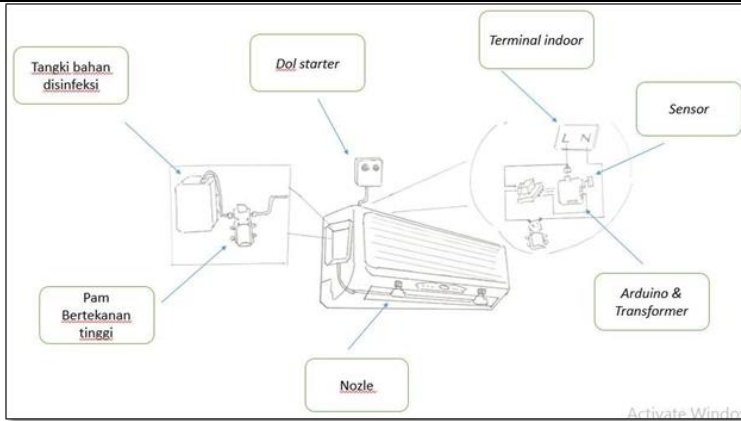 Tangki bahan
disinfeksi
Dol starter
Terminal indoor
Sensor
L N
Pam
Bertekanan
tinggi
Nozle
Arduino &
Transformer
Activate Windo